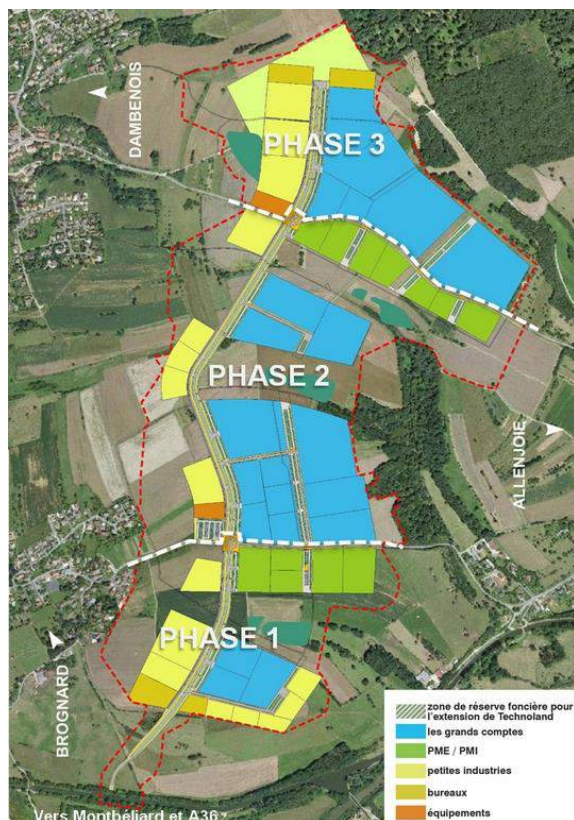 DAMBENOIS
PHASE 3
PHASE 2
ALLENJOIE
PHASE 1
BROGNARD
zone de réserve foncière pour
l'extension de Technoland
les grands comptes
PME / PMI
petites industries
bureaux
équipements
Vers Montbéliard et A36